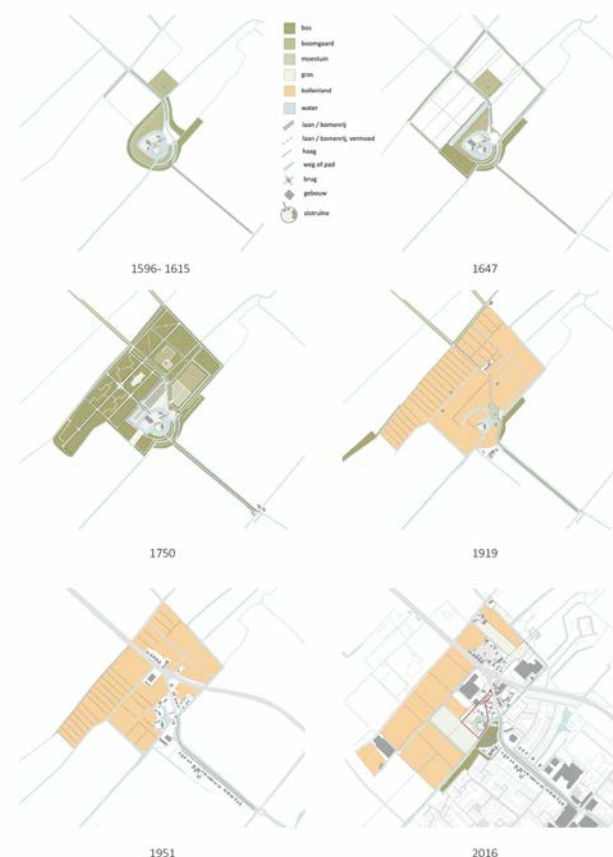 bos
boomgaard
moestuin
gras
bollenland
water
laan / bomenrij
laan / bomenrij, vermoed
haag
weg of pad
brug
gebouw
slotruïne
1596- 1615
1647
1750
1919
1951
2016